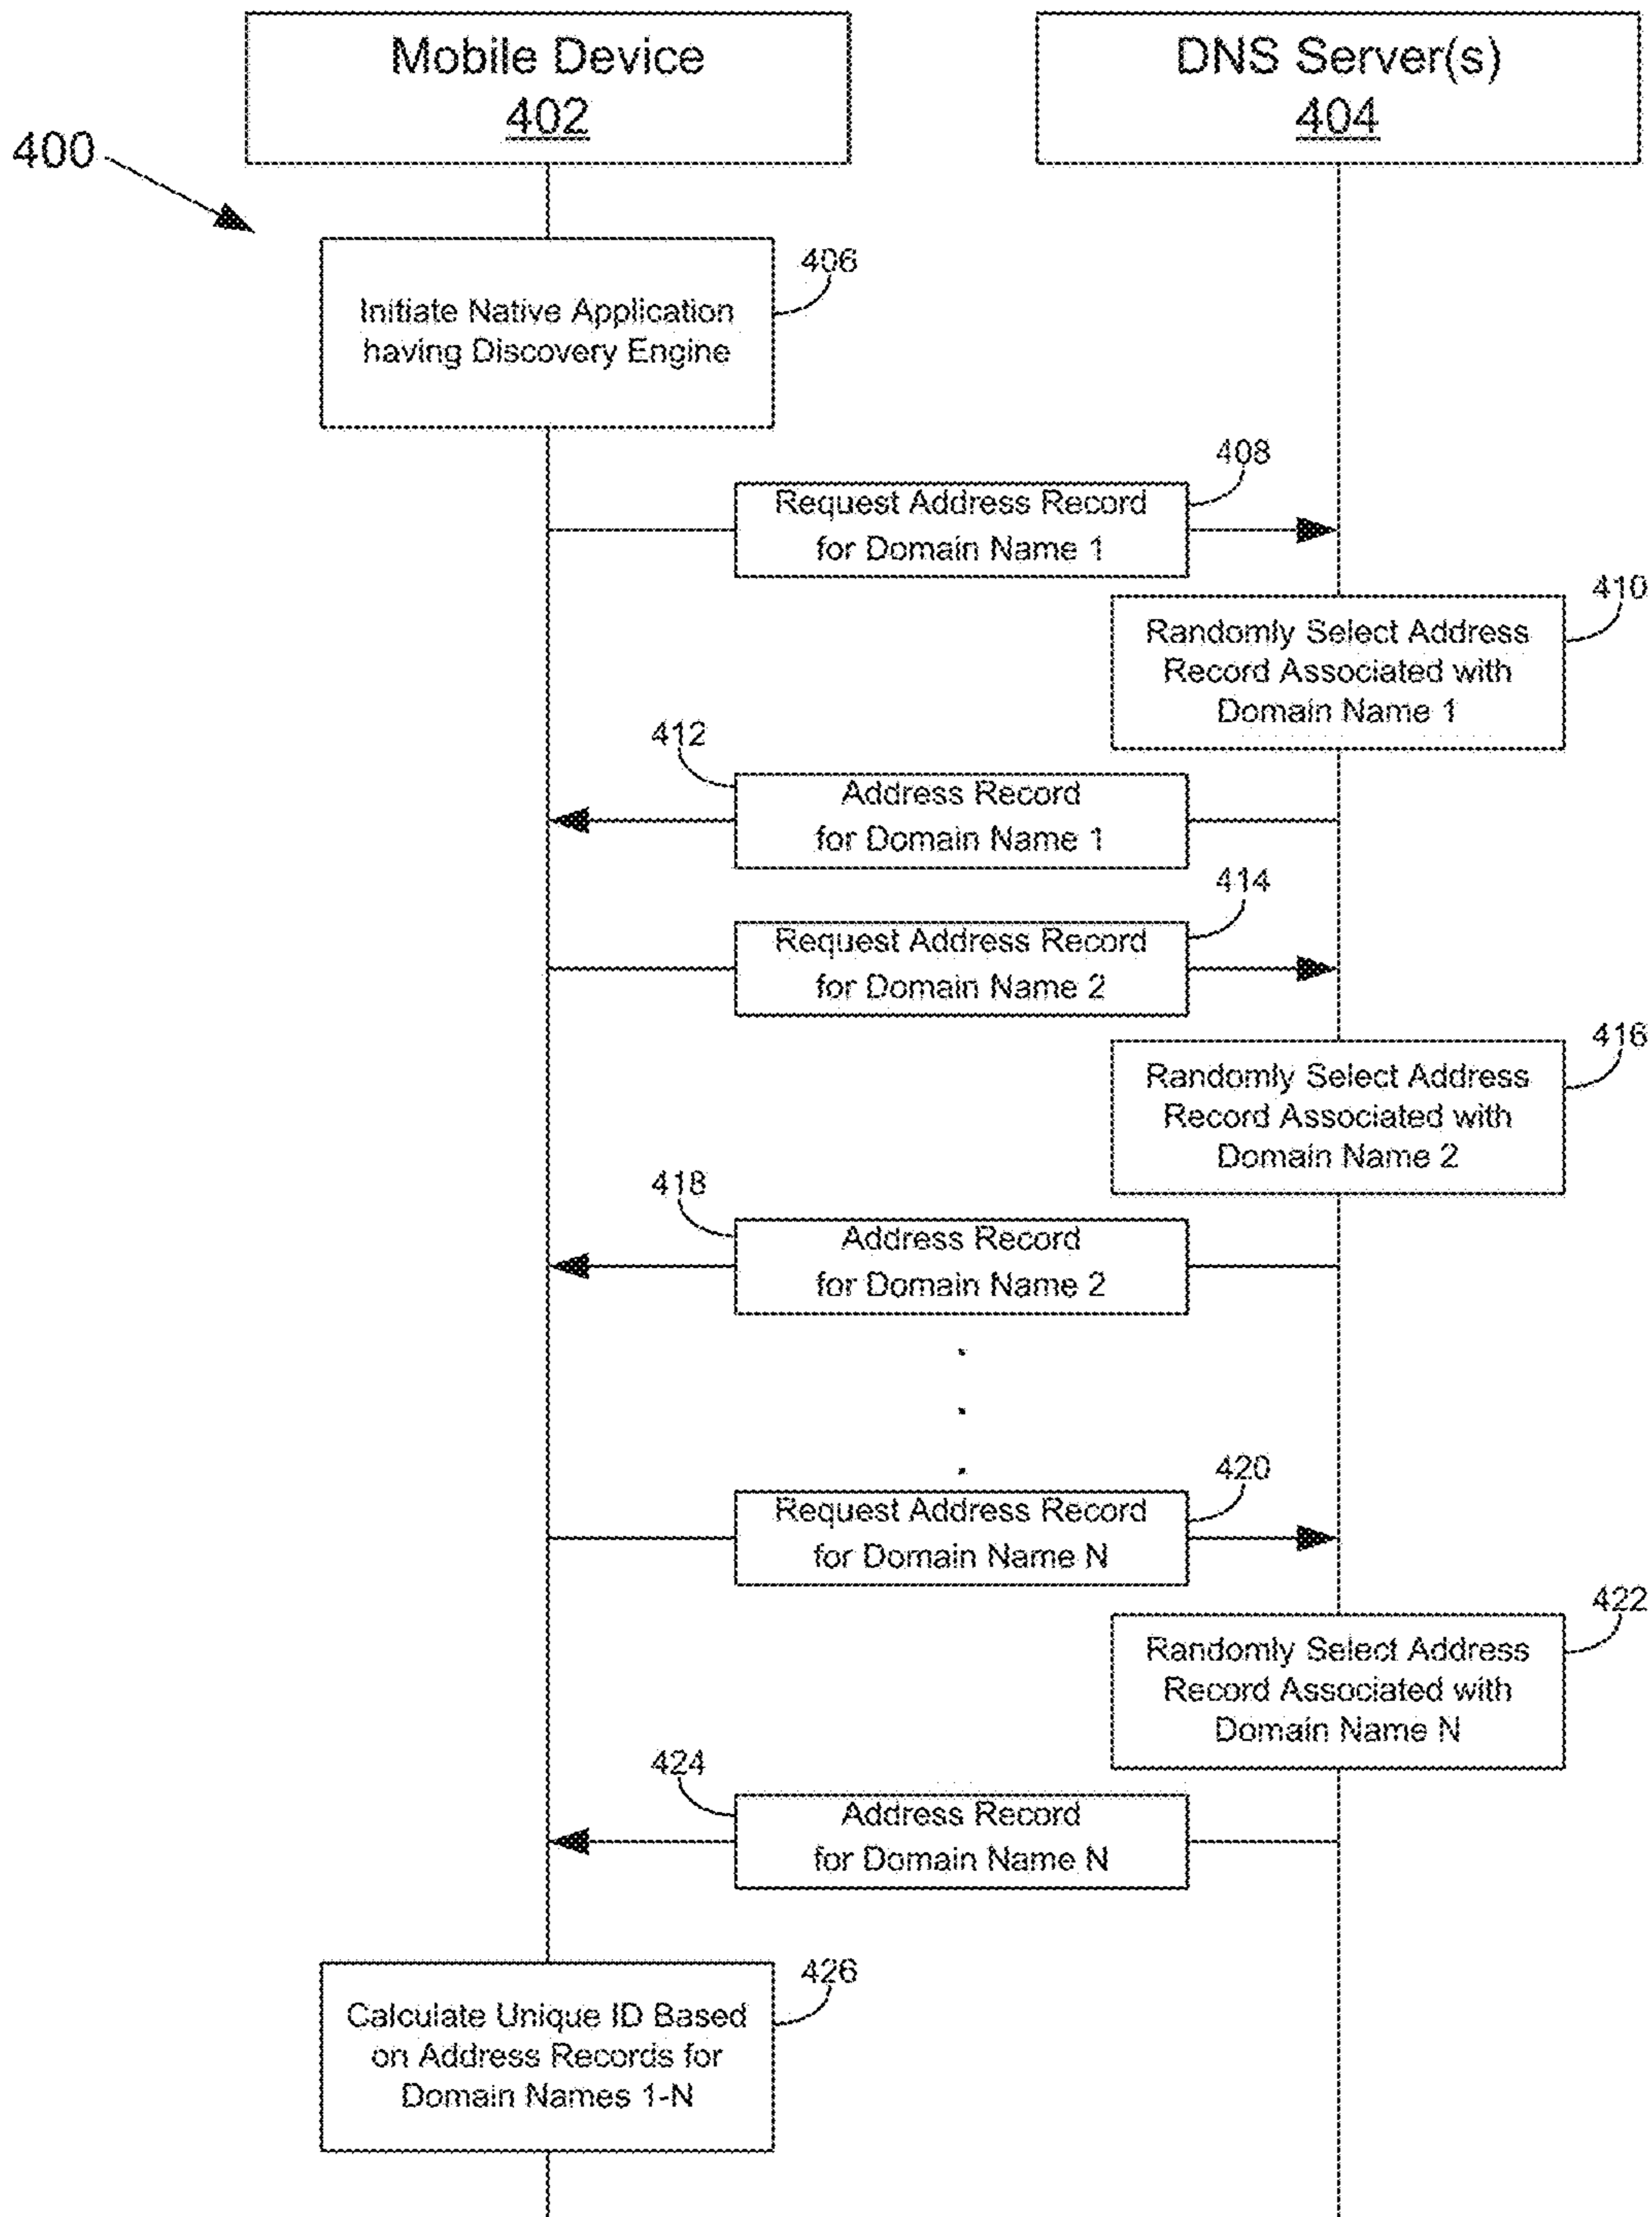 Mobile Device
402
DNS Server(s)
404
400
406
Initiate Native Application
having Discovery Engine
408
Request Address Record
for Domain Name 1
410
Randomly Select Address
Record Associated with
Domain Name 1
412
Address Record
for Domain Name 1
414
Request Address Record
for Domain Name 2
416
Randomly Select Address
Record Associated with
Domain Name 2
418
Address Record
for Domain Name 2
.
.
.
420
Request Address Record
for Domain Name N
422
Randomly Select Address
Record Associated with
Domain Name N
424
Address Record
for Domain Name N
426
Calculate Unique ID Based
on Address Records for
Domain Names 1-N